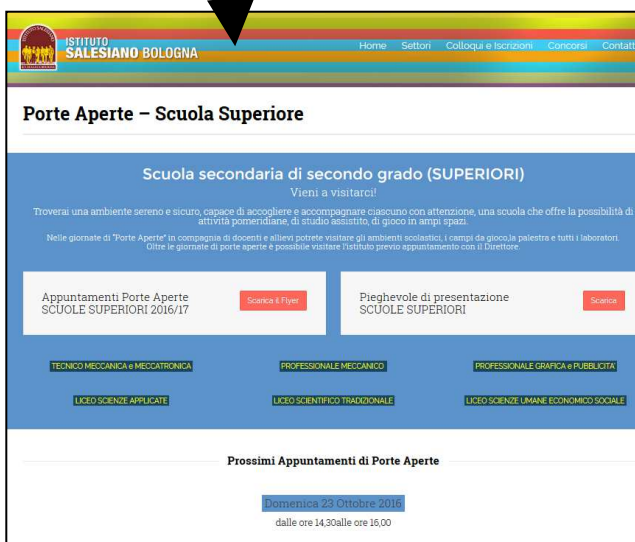 ISTITUTO
SALESIANO BOLOGNA
Home Settori Colloqui e Iscrizioni Concorsi Contatt
Porte Aperte – Scuola Superiore
Scuola secondaria di secondo grado (SUPERIORI)
Vieni a visitarci!
Troverai una ambiente sereno e sicuro, capace di accogliere e accompagnare ciascuno con attenzione, una scuola che offre la possibilità di
attività pomeridiane, di studio assistito, di gioco in ampi spazi.
Nelle giornate di "Porte Aperte" in compagnia di docenti e allievi potrete visitare gli ambienti scolastici, i campi da gioco,la palestra e tutti i laboratori.
Oltre le giornate di porte aperte è possibile visitare l'istituto previo appuntamento con il Direttore.
Appuntamenti Porte Aperte
SCUOLE SUPERIORI 2016/17
Scarica il Flyer
Pieghevole di presentazione
SCUOLE SUPERIORI
Scarica
TECNICO MECCANICA e MECCATRONICA PROFESSIONALE MECCANICO PROFESSIONALE GRAFICA e PUBBLICITA'
LICEO SCIENZE APPLICATE LICEO SCIENTIFICO TRADIZIONALE LICEO SCIENZE UMANE ECONOMICO SOCIALE
Prossimi Appuntamenti di Porte Aperte
Domenica 23 Ottobre 2016
dalle ore 14,30alle ore 16,00